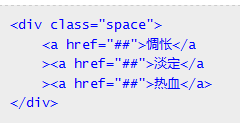 <div class="space">
    <a href="##">惆怅</a
    ><a href="##">淡定</a
    ><a href="##">热血</a>
</div>